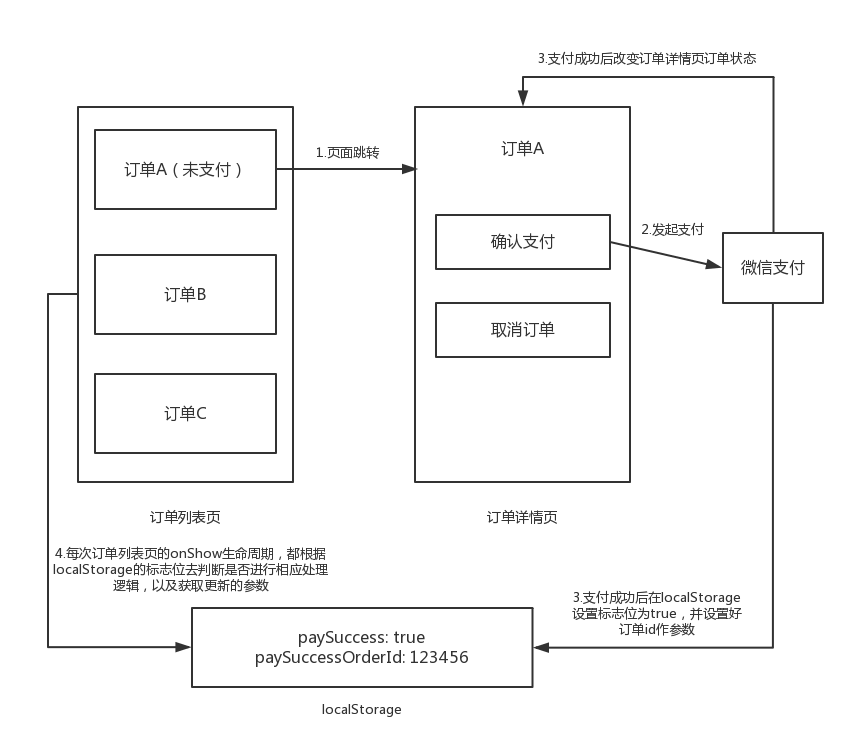 3.支付成功后改变订单详情页订单状态
订单A（未支付）
1.页面跳转
订单A
确认支付
2.发起支付
微信支付
订单B
取消订单
订单C
订单列表页
订单详情页
4.每次订单列表页的onShow生命周期，都根据
localStorage的标志位去判断是否进行相应处理
逻辑，以及获取更新的参数
3.支付成功后在localStorage
设置标志位为true，并设置好
订单id作参数
paySuccess: true
paySuccessOrderId: 123456
localStorage